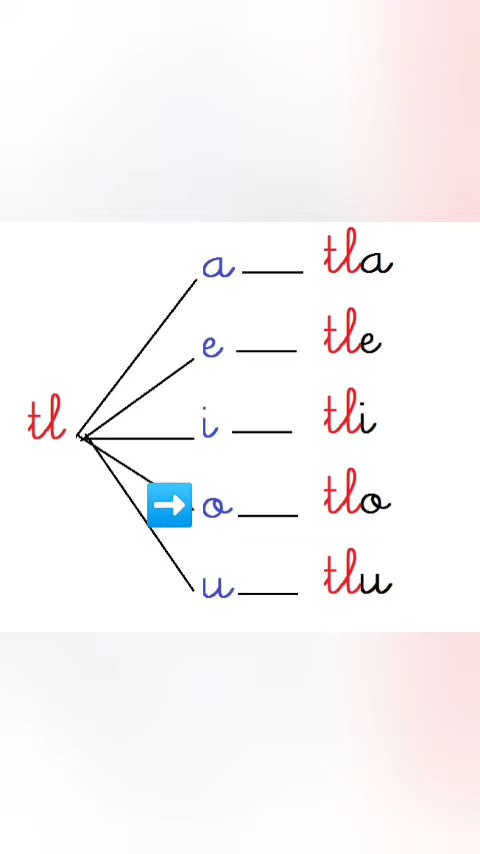 a — tla
e — tle
tl i — tli
o — tlo
u — tlu